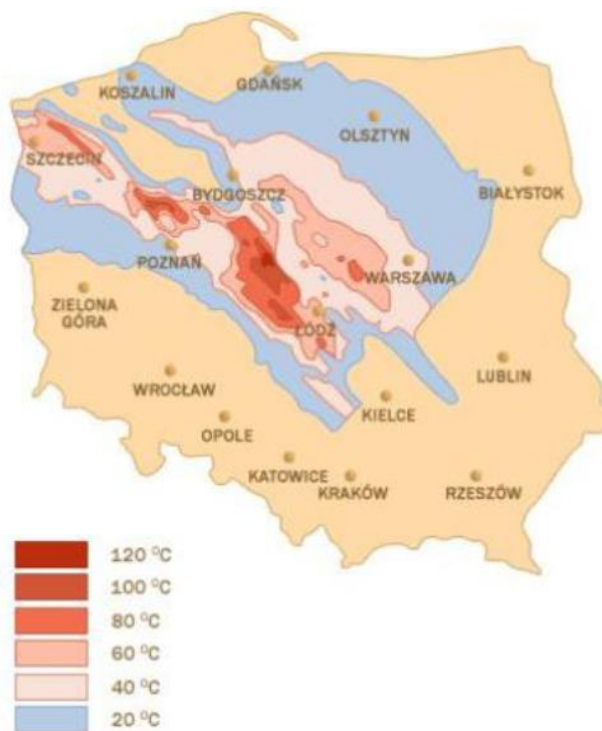 KOSZALIN
GDAŃSK
OLSZTYN
SZCZECIN
BYDGOSZCZ
BIAŁYSTOK
POZNAŃ
WARSZAWA
ZIELONA
GÓRA
ŁÓDŹ
WROCŁAW
LUBLIN
KIELCE
OPOLE
KATOWICE
KRAKÓW
RZESZÓW
120 °C
100 °C
80 °C
60 °C
40 °C
20 °C